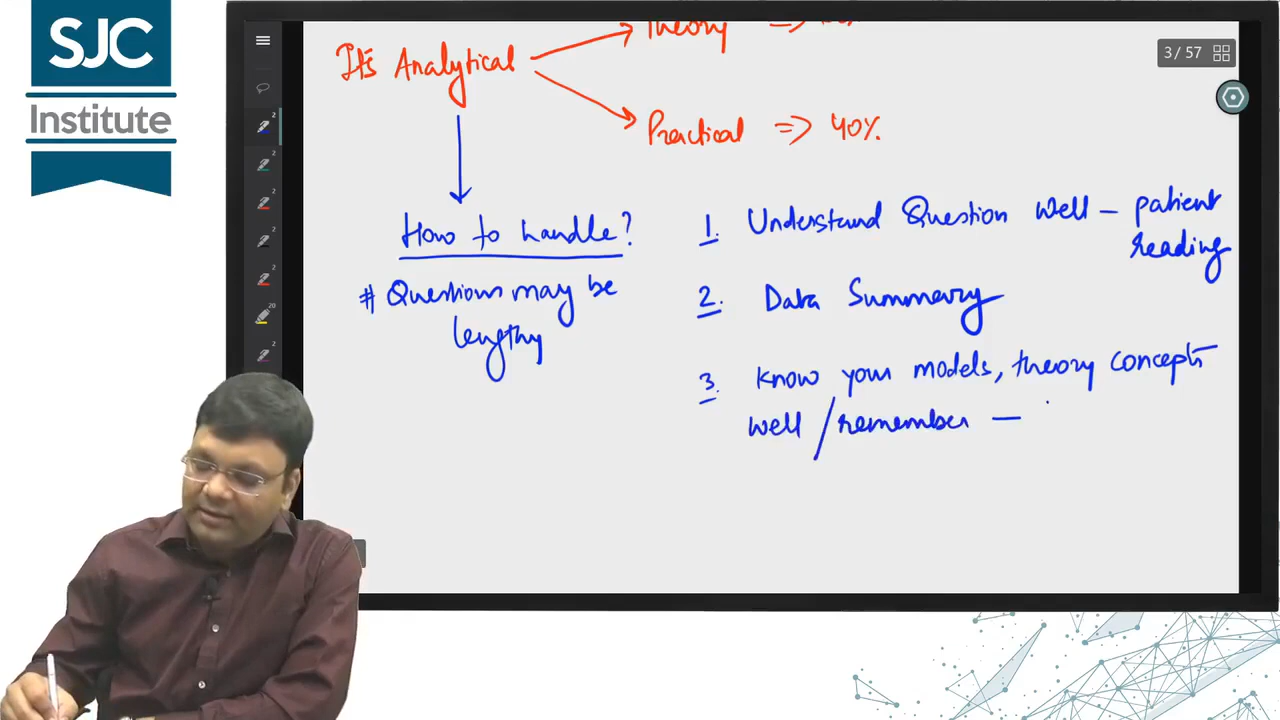 SJC
Institute
3 / 57
Theory =>
It's Analytical
Practical => 40%
How to handle?
# Questions may be
lengthy
1. Understand Question well - patient
reading
2. Data Summary
3. Know your models, theory concepts
well / remember —